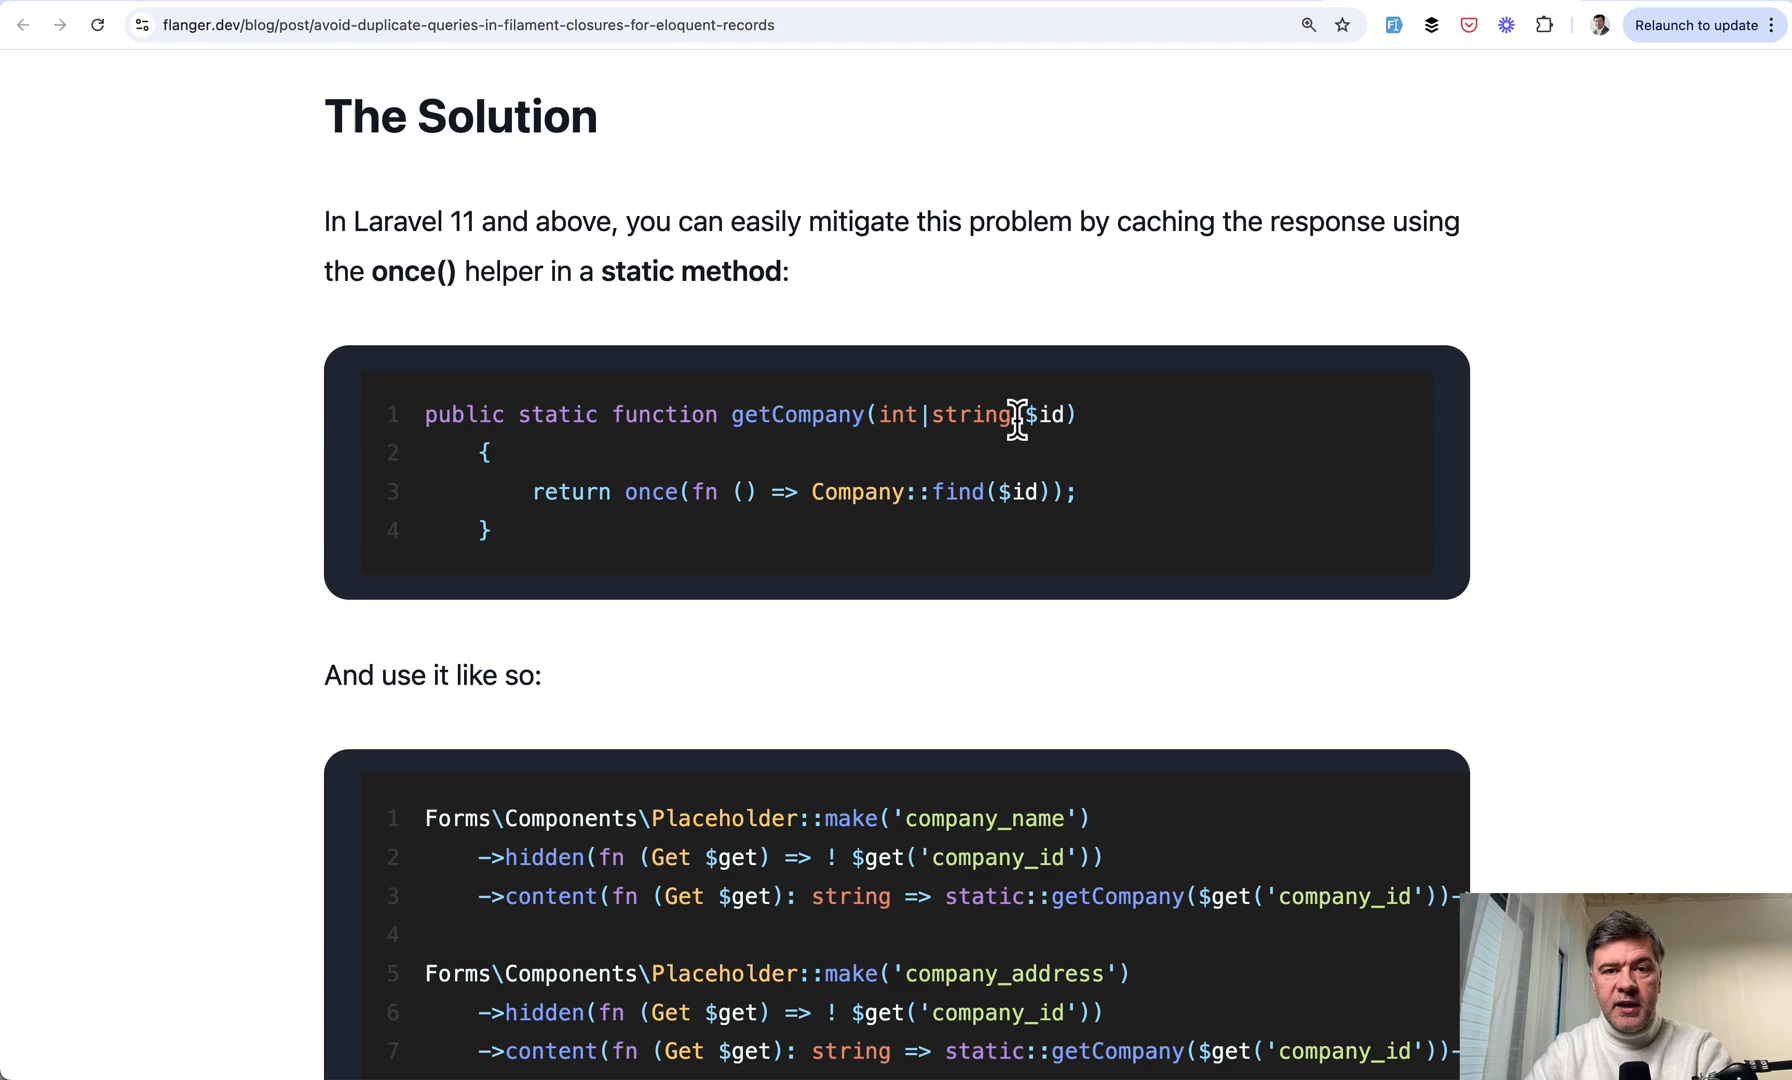 flanger.dev/blog/post/avoid-duplicate-queries-in-filament-closures-for-eloquent-records
Relaunch to update
The Solution
In Laravel 11 and above, you can easily mitigate this problem by caching the response using
the once() helper in a static method:
1 public static function getCompany(int|string $id)
2 {
3 return once(fn () => Company::find($id));
4 }
And use it like so:
1 Forms\Components\Placeholder::make('company_name')
2 ->hidden(fn (Get $get) => ! $get('company_id'))
3 ->content(fn (Get $get): string => static::getCompany($get('company_id'))-
4
5 Forms\Components\Placeholder::make('company_address')
6 ->hidden(fn (Get $get) => ! $get('company_id'))
7 ->content(fn (Get $get): string => static::getCompany($get('company_id'))-